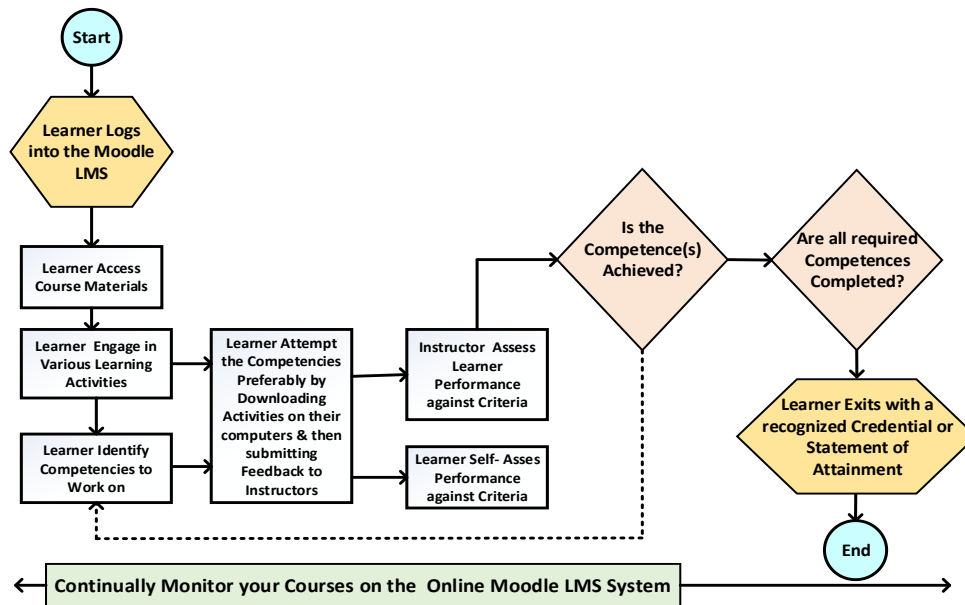 Start
Learner Logs
into the Moodle
LMS
Learner Access
Course Materials
Learner Engage in
Various Learning
Activities
Learner Identify
Competencies to
Work on
Learner Attempt
the Competencies
Preferably by
Downloading
Activities on their
computers & then
submitting
Feedback to
Instructors
Instructor Assess
Learner
Performance
against Criteria
Learner Self- Asses
Performance
against Criteria
Is the
Competence(s)
Achieved?
Are all required
Competences
Completed?
Learner Exits with a
recognized Credential or
Statement of
Attainment
End
Continually Monitor your Courses on the Online Moodle LMS System